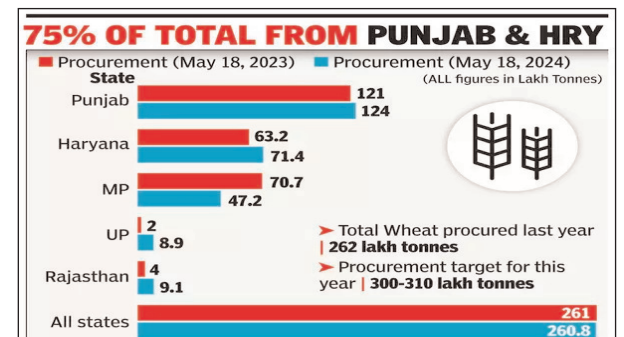 75% OF TOTAL FROM PUNJAB & HRY
Procurement (May 18, 2023) Procurement (May 18, 2024)
State
(ALL figures in Lakh Tonnes)
Punjab
121
124
Haryana
63.2
71.4
MP
70.7
47.2
UP
2
8.9
Rajasthan
4
9.1
➤ Total Wheat procured last year
| 262 lakh tonnes
➤ Procurement target for this
year | 300-310 lakh tonnes
All states
261
260.8